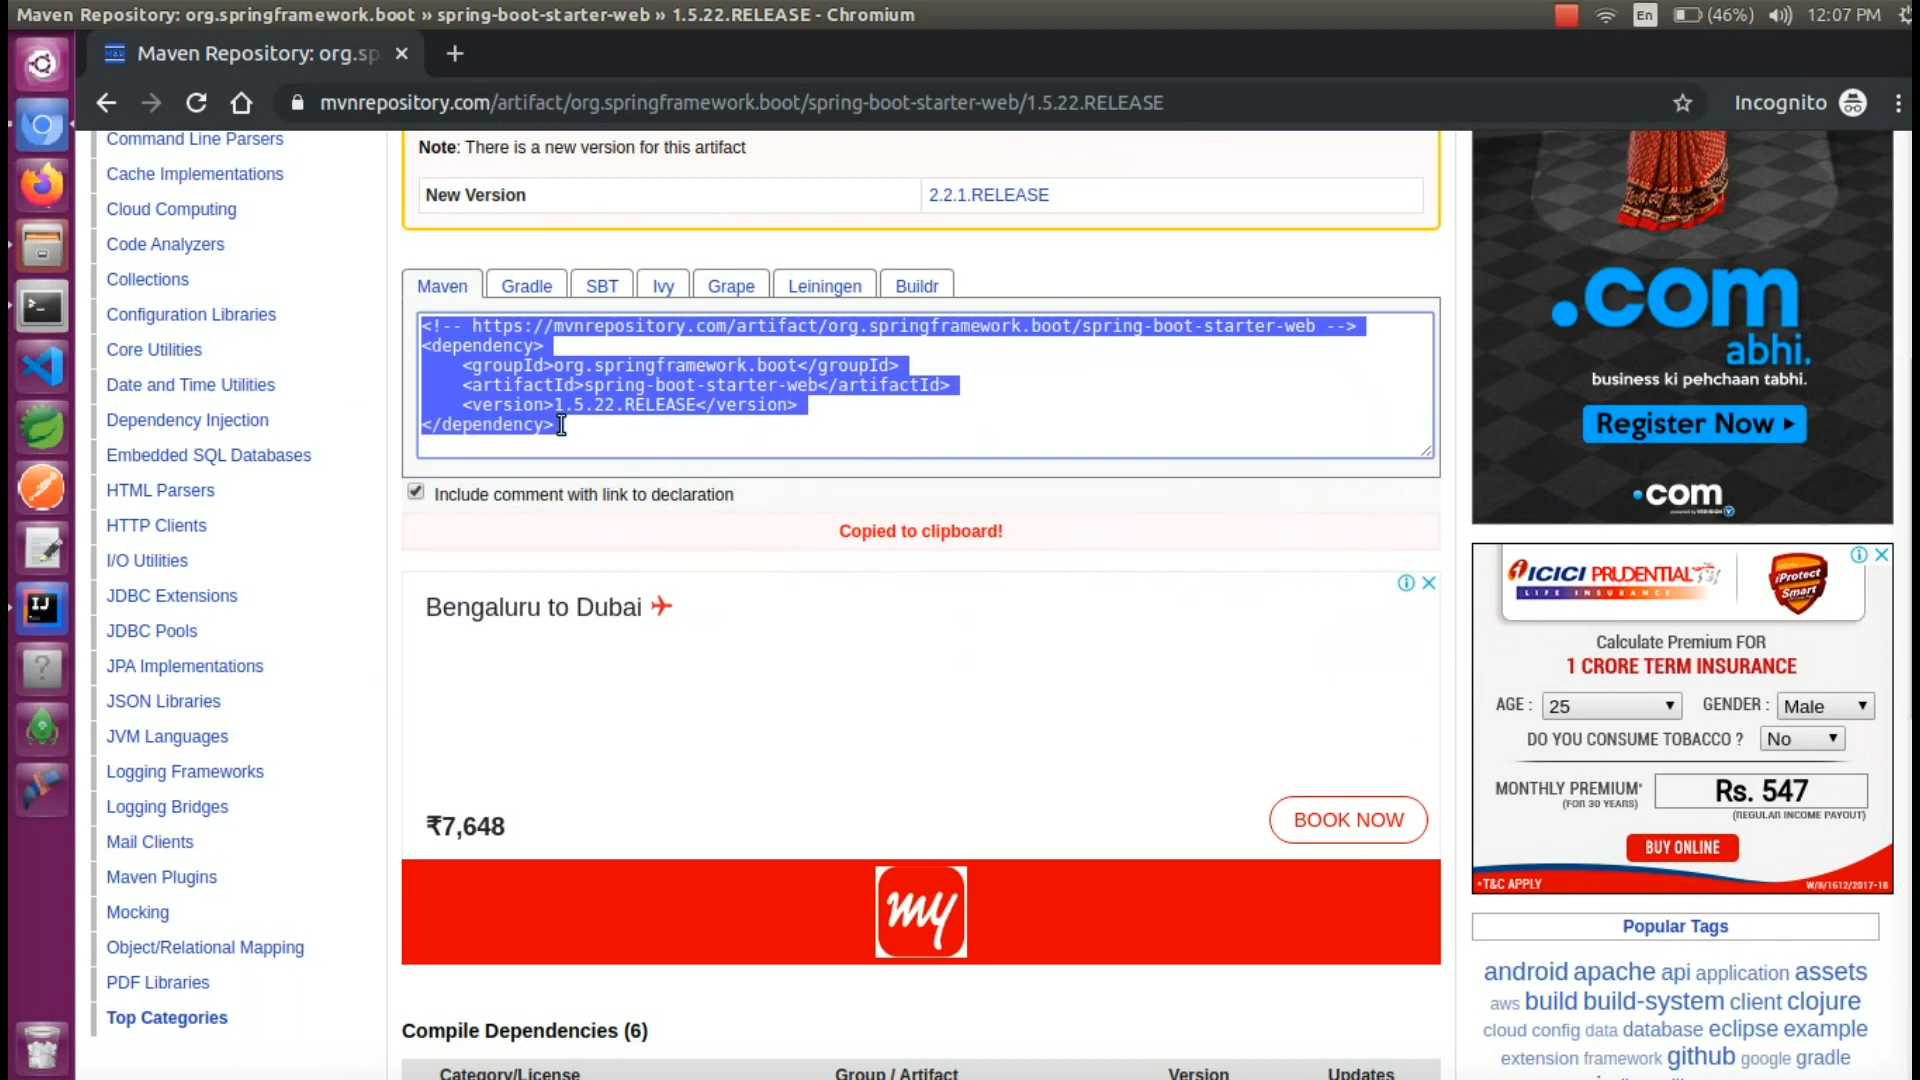 Maven Repository: org.springframework.boot » spring-boot-starter-web » 1.5.22.RELEASE - Chromium
En
(46%)
12:07 PM
Maven Repository: org.sp
mvnrepository.com/artifact/org.springframework.boot/spring-boot-starter-web/1.5.22.RELEASE
Incognito
Command Line Parsers
Cache Implementations
Cloud Computing
Code Analyzers
Collections
Configuration Libraries
Core Utilities
Date and Time Utilities
Dependency Injection
Embedded SQL Databases
HTML Parsers
HTTP Clients
I/O Utilities
JDBC Extensions
JDBC Pools
JPA Implementations
JSON Libraries
JVM Languages
Logging Frameworks
Logging Bridges
Mail Clients
Maven Plugins
Mocking
Object/Relational Mapping
PDF Libraries
Top Categories
Note: There is a new version for this artifact
New Version 2.2.1.RELEASE
Maven Gradle SBT Ivy Grape Leiningen Buildr
<!-- https://mvnrepository.com/artifact/org.springframework.boot/spring-boot-starter-web -->
<dependency>
<groupId>org.springframework.boot</groupId>
<artifactId>spring-boot-starter-web</artifactId>
<version>1.5.22.RELEASE</version>
</dependency>
Include comment with link to declaration
Copied to clipboard!
Bengaluru to Dubai
₹7,648
BOOK NOW
my
Compile Dependencies (6)
Category/License Group / Artifact Version Updates
.com
abhi.
business ki pehchaan tabhi.
Register Now
.com
ICICI PRUDENTIAL
LIFE INSURANCE
iProtect
Smart
Calculate Premium FOR
1 CRORE TERM INSURANCE
AGE : 25 GENDER : Male
DO YOU CONSUME TOBACCO ? No
MONTHLY PREMIUM* Rs. 547
(FOR 30 YEARS)
(REGULAR INCOME PAYOUT)
BUY ONLINE
*T&C APPLY
W/II/1612/2017-18
Popular Tags
android apache api application assets
aws build build-system client clojure
cloud config data database eclipse example
extension framework github google gradle
IJ